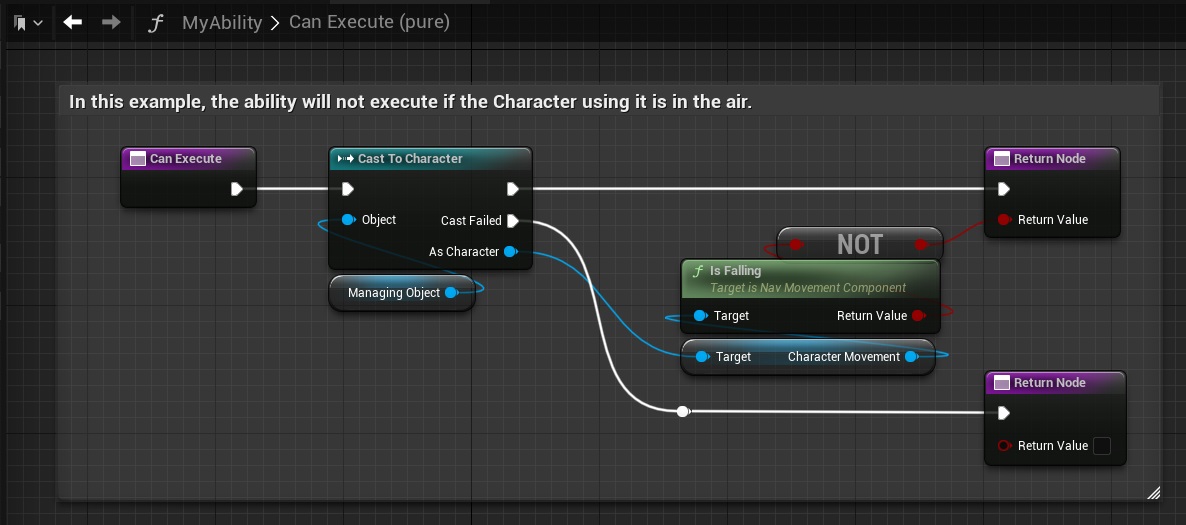 MyAbility > Can Execute (pure)
In this example, the ability will not execute if the Character using it is in the air.
Can Execute
Cast To Character
Object
Cast Failed
As Character
Managing Object
NOT
Is Falling
Target is Nav Movement Component
Target
Return Value
Target
Character Movement
Return Node
Return Value
Return Node
Return Value